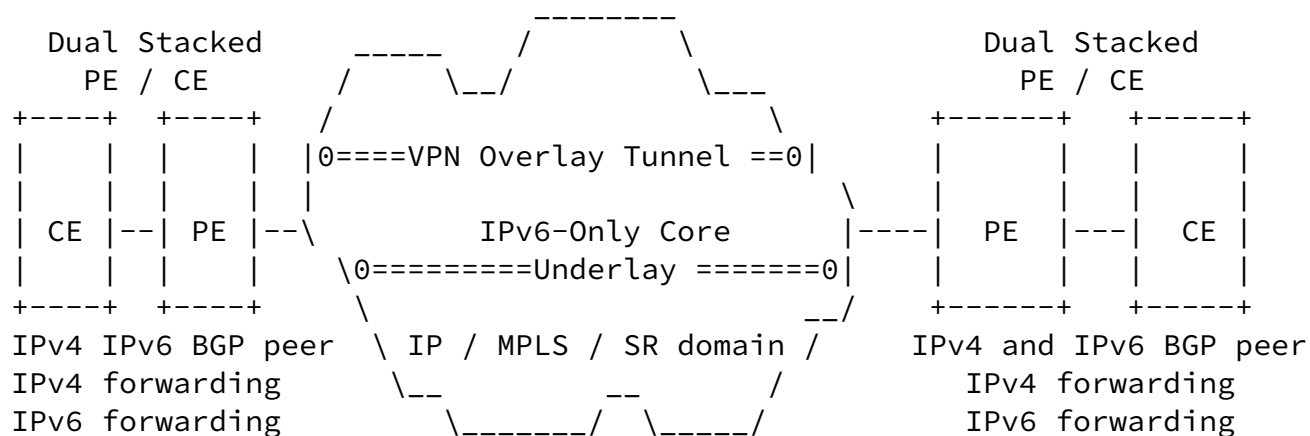 Dual Stacked Dual Stacked
PE / CE PE / CE
0====VPN Overlay Tunnel ==0
CE PE IPv6-Only Core PE CE
0=========Underlay =======0
IPv4 IPv6 BGP peer IP / MPLS / SR domain IPv4 and IPv6 BGP peer
IPv4 forwarding IPv4 forwarding
IPv6 forwarding IPv6 forwarding